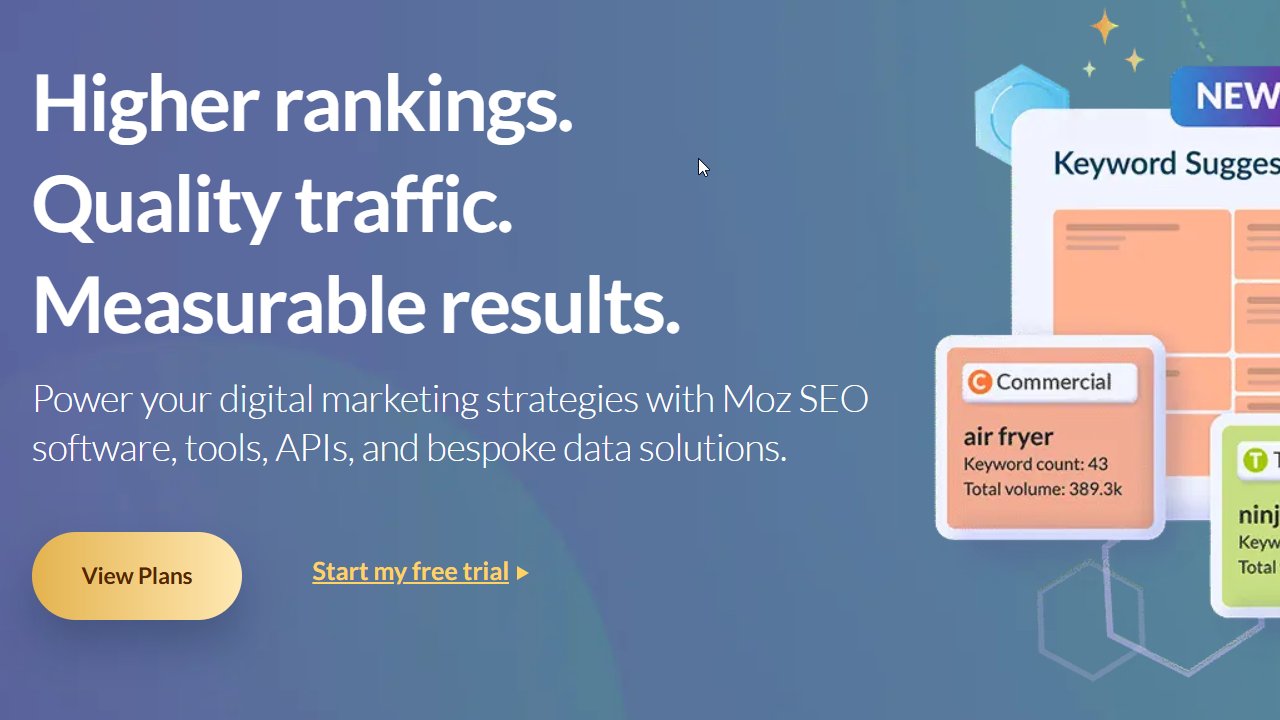 Higher rankings.
Quality traffic.
Measurable results.
Power your digital marketing strategies with Moz SEO
software, tools, APIs, and bespoke data solutions.
View Plans
Start my free trial
NEW
Keyword
C Commercial
air fryer
Keyword count: 43
Total volume: 389.3k
T
Total